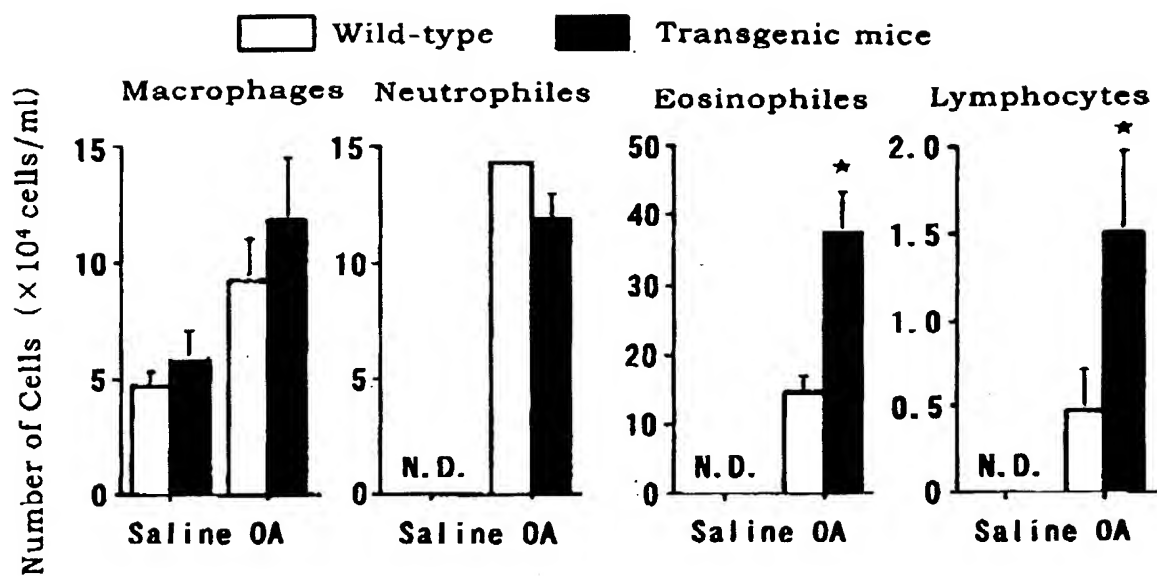 Wild-type Transgenic mice
Number of Cells (×10⁴ cells/ml)
Macrophages Neutrophiles Eosinophiles Lymphocytes
15
10
5
0
Saline OA
15
10
5
0
N.D.
Saline OA
50
40
30
20
10
0
N.D.
★
Saline OA
2.0
1.5
1.0
0.5
0
N.D.
★
Saline OA